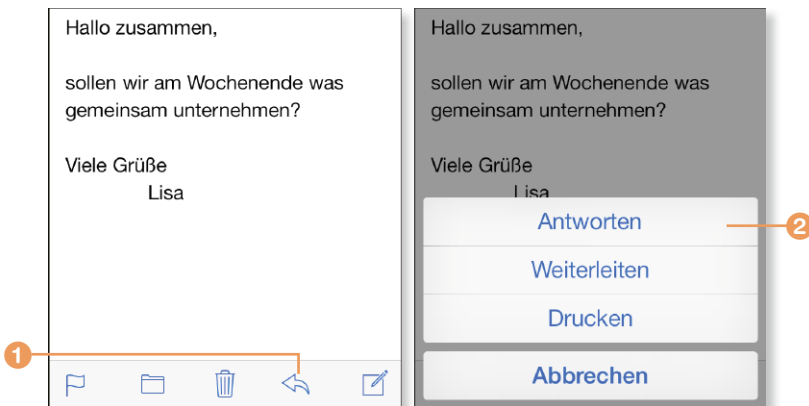 Hallo zusammen,
sollen wir am Wochenende was
gemeinsam unternehmen?
Viele Grüße
Lisa
1
Hallo zusammen,
sollen wir am Wochenende was
gemeinsam unternehmen?
Viele Grüße
Lisa
Antworten
2
Weiterleiten
Drucken
Abbrechen